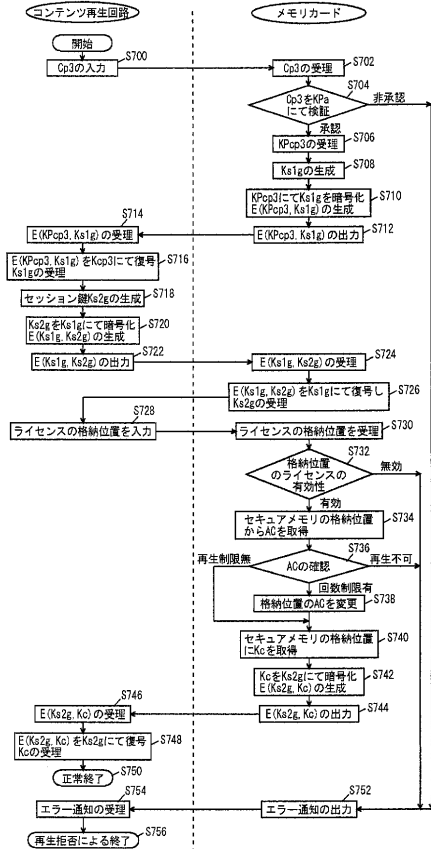 コンテンツ再生回路
メモリカード
開始
S700
Cp3の入力
S702
Cp3の受理
S704
Cp3をKPa
にて検証
非承認
承認
S706
KPcp3の受理
S708
Ks1gの生成
KPcp3にてKs1gを暗号化
E(KPcp3, Ks1g)の生成
S710
S714
E(KPcp3, Ks1g)の受理
E(KPcp3, Ks1g)の出力
S712
E(KPcp3, Ks1g)をKcp3にて復号
Ks1gの受理
S716
セッション鍵Ks2gの生成
S718
Ks2gをKs1gにて暗号化
E(Ks1g, Ks2g)の生成
S720
S722
E(Ks1g, Ks2g)の出力
E(Ks1g, Ks2g)の受理
S724
E(Ks1g, Ks2g)をKs1gにて復号し
Ks2gの受理
S726
S728
ライセンスの格納位置を入力
S730
ライセンスの格納位置を受理
S732
格納位置
のライセンスの
有効性
無効
有効
セキュアメモリの格納位置
からACを取得
S734
S736
再生制限無
ACの確認
再生不可
回数制限有
格納位置のACを変更
S738
セキュアメモリの格納位置
にKcを取得
S740
KcをKs2gにて暗号化
E(Ks2g, Kc)の生成
S742
S746
E(Ks2g, Kc)の受理
E(Ks2g, Kc)の出力
S744
E(Ks2g, Kc)をKs2gにて復号
Kcの受理
S748
正常終了
S750
S754
エラー通知の受理
S752
エラー通知の出力
再生拒否による終了
S756